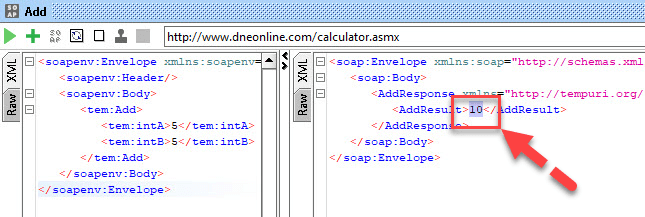 SOAP
Add
SOAP
http://www.dneonline.com/calculator.asmx
XML
Raw
<soapenv:Envelope xmlns:soapenv=
<soapenv:Header/>
<soapenv:Body>
<tem:Add>
<tem:intA>5</tem:intA>
<tem:intB>5</tem:intB>
</tem:Add>
</soapenv:Body>
</soapenv:Envelope>
XML
Raw
<soap:Envelope xmlns:soap="http://schemas.xml
<soap:Body>
<AddResponse xmlns="http://tempuri.org/
<AddResult>10</AddResult>
</AddResponse>
</soap:Body>
</soap:Envelope>